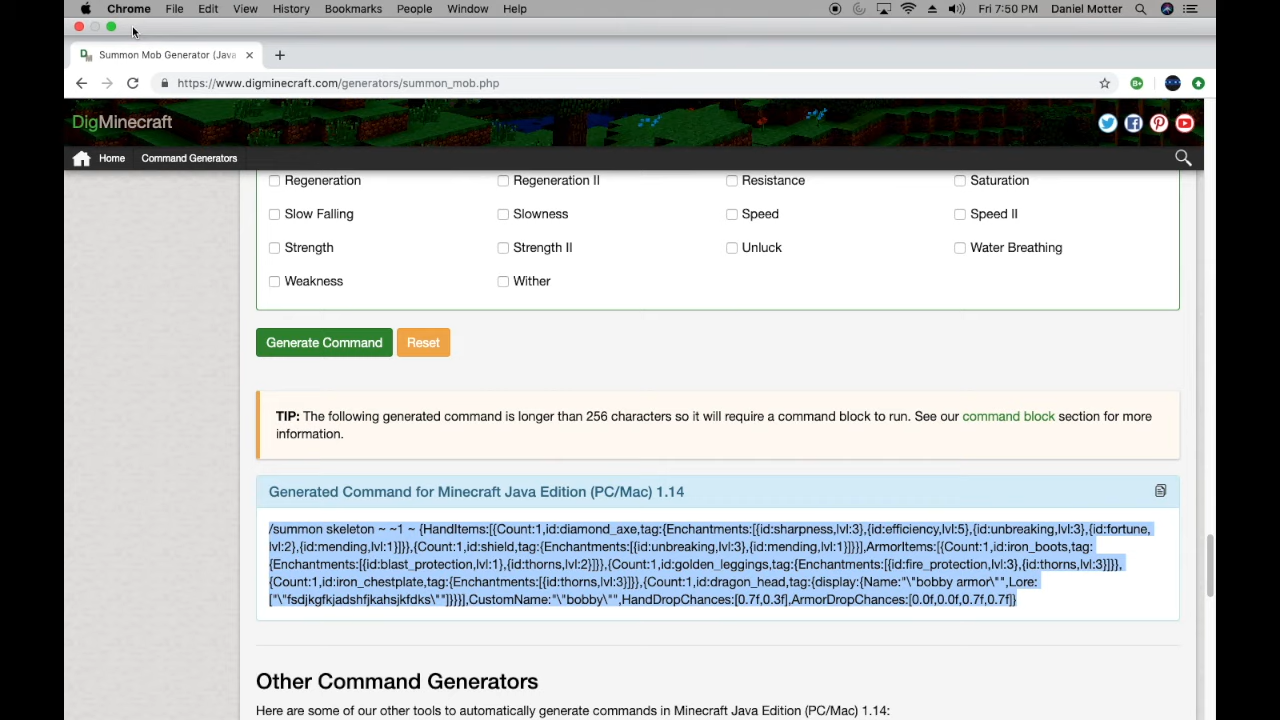 Chrome File Edit View History Bookmarks People Window Help Fri 7:50 PM Daniel Motter
Summon Mob Generator (Java
https://www.digminecraft.com/generators/summon_mob.php
DigMinecraft
Home Command Generators
Regeneration Regeneration II Resistance Saturation
Slow Falling Slowness Speed Speed II
Strength Strength II Unluck Water Breathing
Weakness Wither
Generate Command Reset
TIP: The following generated command is longer than 256 characters so it will require a command block to run. See our command block section for more
information.
Generated Command for Minecraft Java Edition (PC/Mac) 1.14
/summon skeleton ~ ~1 ~ {HandItems:[{Count:1,id:diamond_axe,tag:{Enchantments:[{id:sharpness,lvl:3},{id:efficiency,lvl:5},{id:unbreaking,lvl:3},{id:fortune,
lvl:2},{id:mending,lvl:1}]}},{Count:1,id:shield,tag:{Enchantments:[{id:unbreaking,lvl:3},{id:mending,lvl:1}]}}],ArmorItems:[{Count:1,id:iron_boots,tag:
{Enchantments:[{id:blast_protection,lvl:1},{id:thorns,lvl:2}]}},{Count:1,id:golden_leggings,tag:{Enchantments:[{id:fire_protection,lvl:3},{id:thorns,lvl:3}]}},
{Count:1,id:iron_chestplate,tag:{Enchantments:[{id:thorns,lvl:3}]}},{Count:1,id:dragon_head,tag:{display:{Name:"\"bobby armor\"",Lore:
["\"fsdjkgfkjadshfjkahsjkfdks\""]}}}],CustomName:"\"bobby\"",HandDropChances:[0.7f,0.3f],ArmorDropChances:[0.0f,0.0f,0.7f,0.7f]}
Other Command Generators
Here are some of our other tools to automatically generate commands in Minecraft Java Edition (PC/Mac) 1.14: